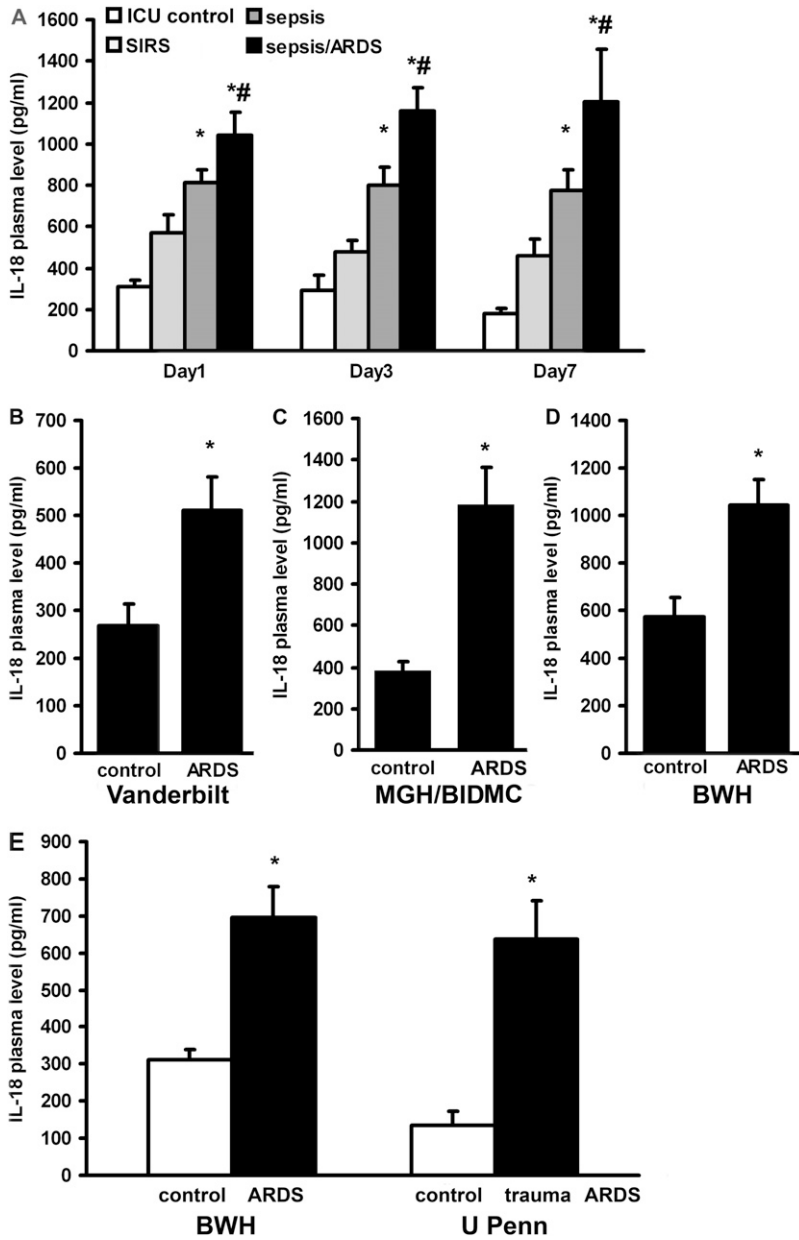 A
ICU control
sepsis
SIRS
sepsis/ARDS
IL-18 plasma level (pg/ml)
1600
1400
1200
1000
800
600
400
200
0
*
*#
*
*#
*
*#
Day1
Day3
Day7
B
IL-18 plasma level (pg/ml)
700
600
500
400
300
200
100
0
*
control ARDS
Vanderbilt
C
IL-18 plasma level (pg/ml)
1600
1400
1200
1000
800
600
400
200
0
*
control ARDS
MGH/BIDMC
D
IL-18 plasma level (pg/ml)
1400
1200
1000
800
600
400
200
0
*
control ARDS
BWH
E
IL-18 plasma level (pg/ml)
900
800
700
600
500
400
300
200
100
0
*
*
control ARDS
control trauma ARDS
BWH
U Penn